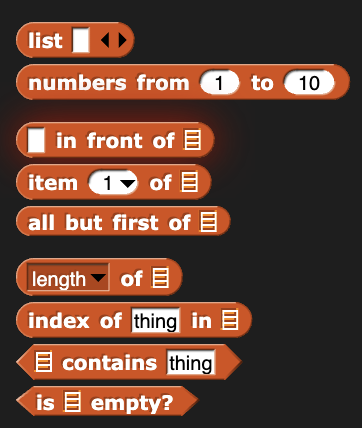 list
numbers from 1 to 10
in front of
item 1 of
all but first of
length of
index of thing in
contains thing
is empty?